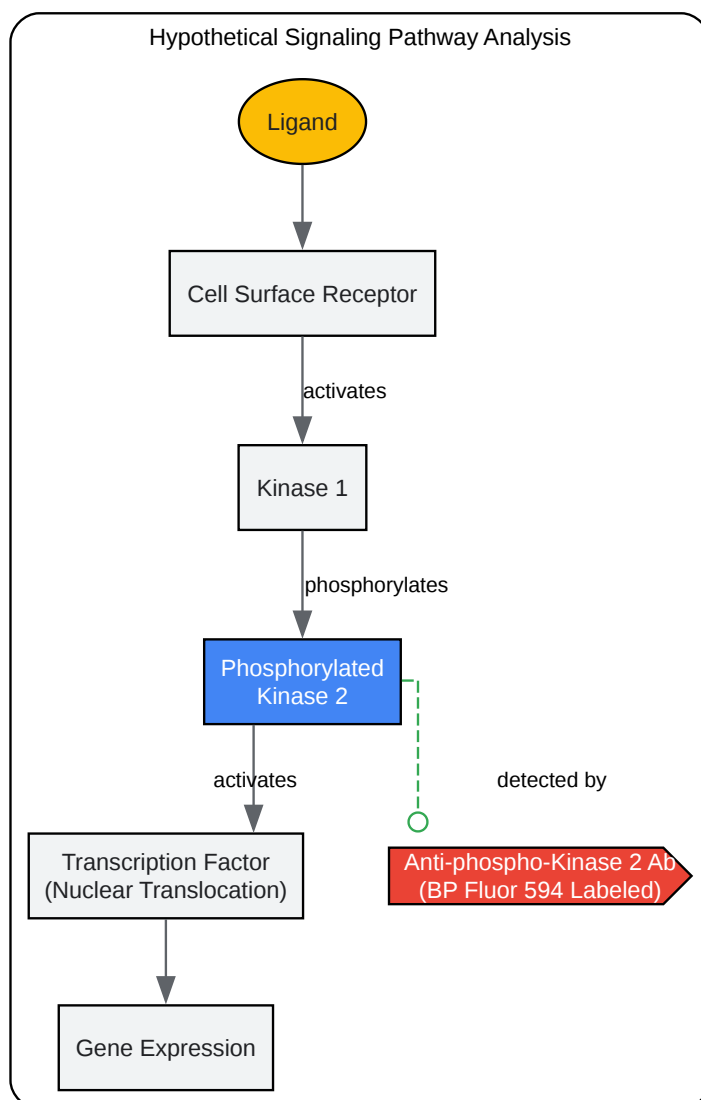 Hypothetical Signaling Pathway Analysis
Ligand
Cell Surface Receptor
activates
Kinase 1
phosphorylates
Phosphorylated
Kinase 2
activates
detected by
Transcription Factor
(Nuclear Translocation)
Anti-phospho-Kinase 2 Ab
(BP Fluor 594 Labeled)
Gene Expression